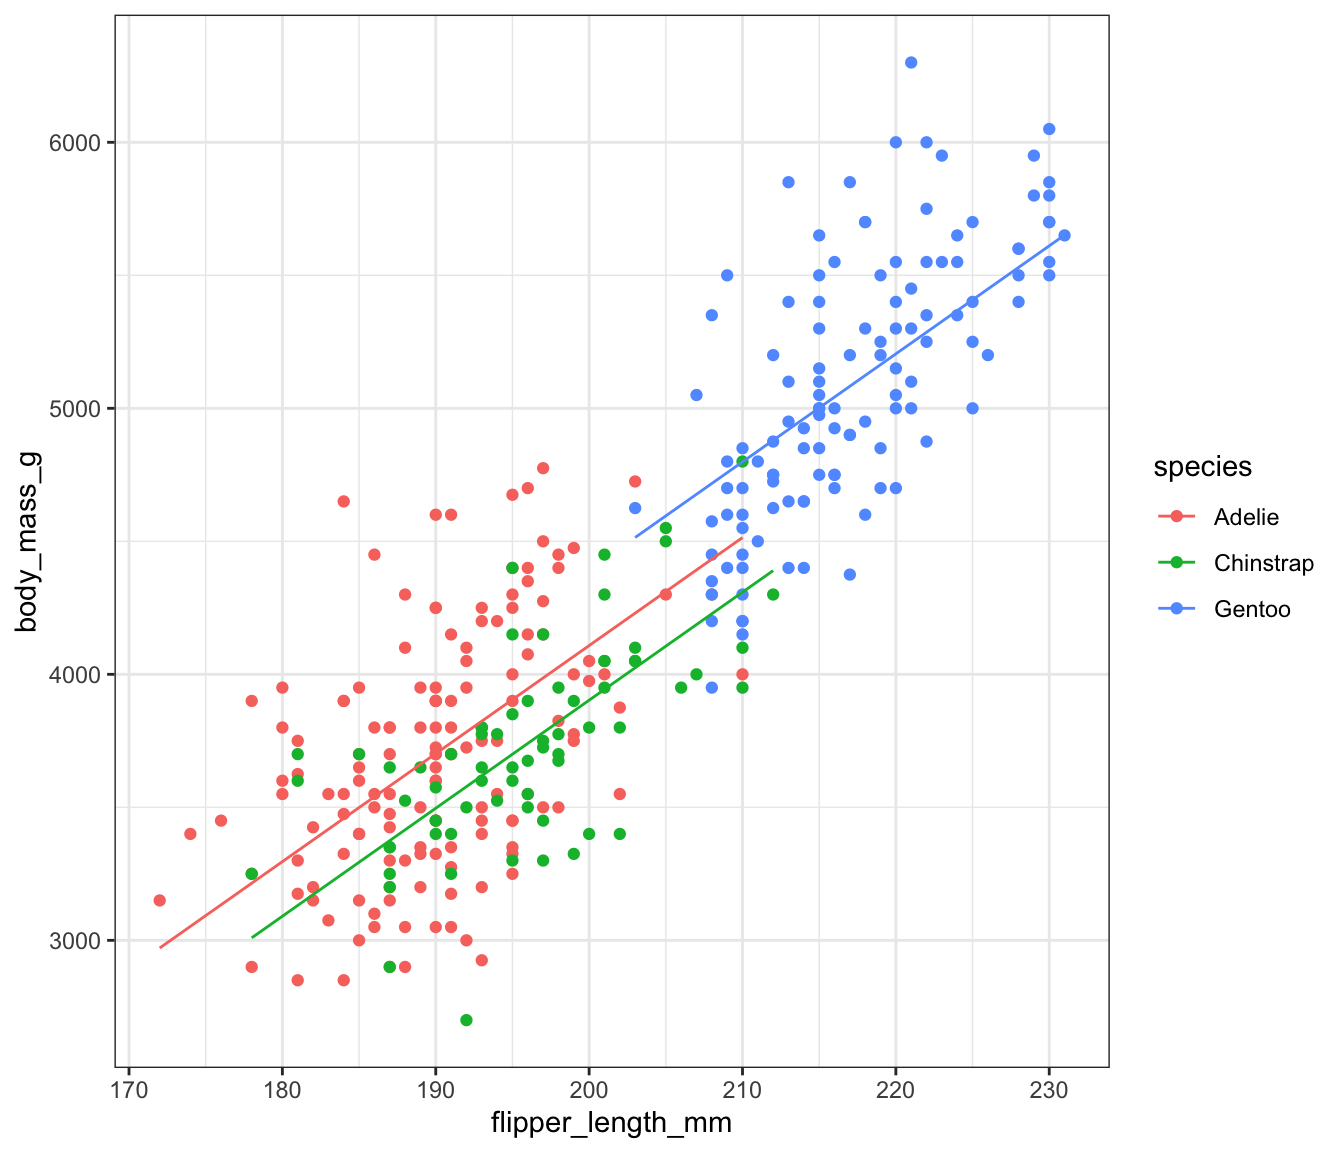 6000
5000
4000
3000
body_mass_g
170 180 190 200 210 220 230
flipper_length_mm
species
Adelie
Chinstrap
Gentoo